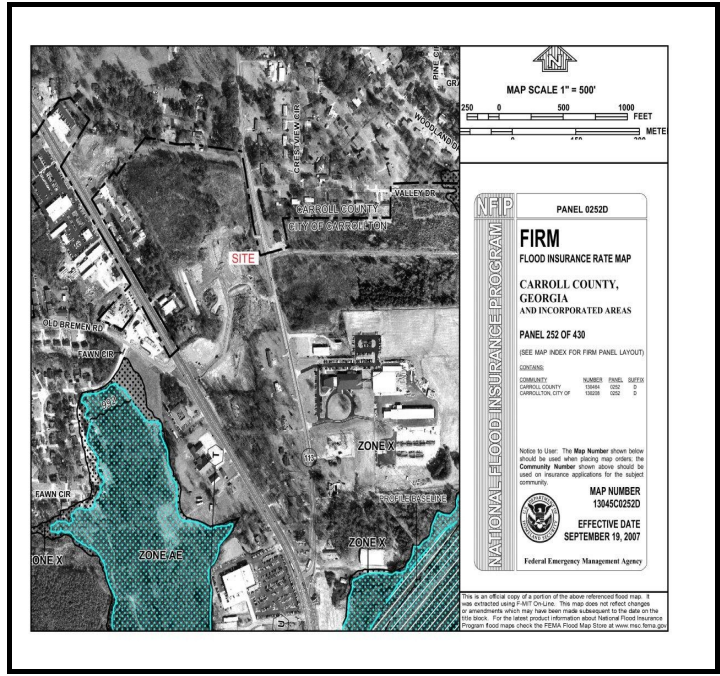 N
MAP SCALE 1" = 500'
250 0 500 1000
FEET
METE
PINE CIR
GR
CRESTVIEW CIR
VALLEY DR
CARROLL COUNTY
CITY OF CARROLLTON
SITE
OLD BREMEN RD
FAWN CIR
FAWN CIR
ZONE X
113
PROFILE BASELINE
ZONE X
ONE X
ZONE AE
NFIP
NATIONAL FLOOD INSURANCE PROGRAM
PANEL 0252D
FIRM
FLOOD INSURANCE RATE MAP
CARROLL COUNTY,
GEORGIA
AND INCORPORATED AREAS
PANEL 252 OF 430
(SEE MAP INDEX FOR FIRM PANEL LAYOUT)
CONTAINS:
COMMUNITY NUMBER PANEL SUFFIX
CARROLL COUNTY 130464 0252 D
CARROLLTON, CITY OF 130208 0252 D
Notice to User: The Map Number shown below
should be used when placing map orders; the
Community Number shown above should be
used on insurance applications for the subject
community.
MAP NUMBER
13045C0252D
EFFECTIVE DATE
SEPTEMBER 19, 2007
Federal Emergency Management Agency
This is an official copy of a portion of the above referenced flood map. It
was extracted using F-MIT On-Line. This map does not reflect changes
or amendments which may have been made subsequent to the date on the
title block. For the latest product information about National Flood Insurance
Program flood maps check the FEMA Flood Map Store at www.msc.fema.gov